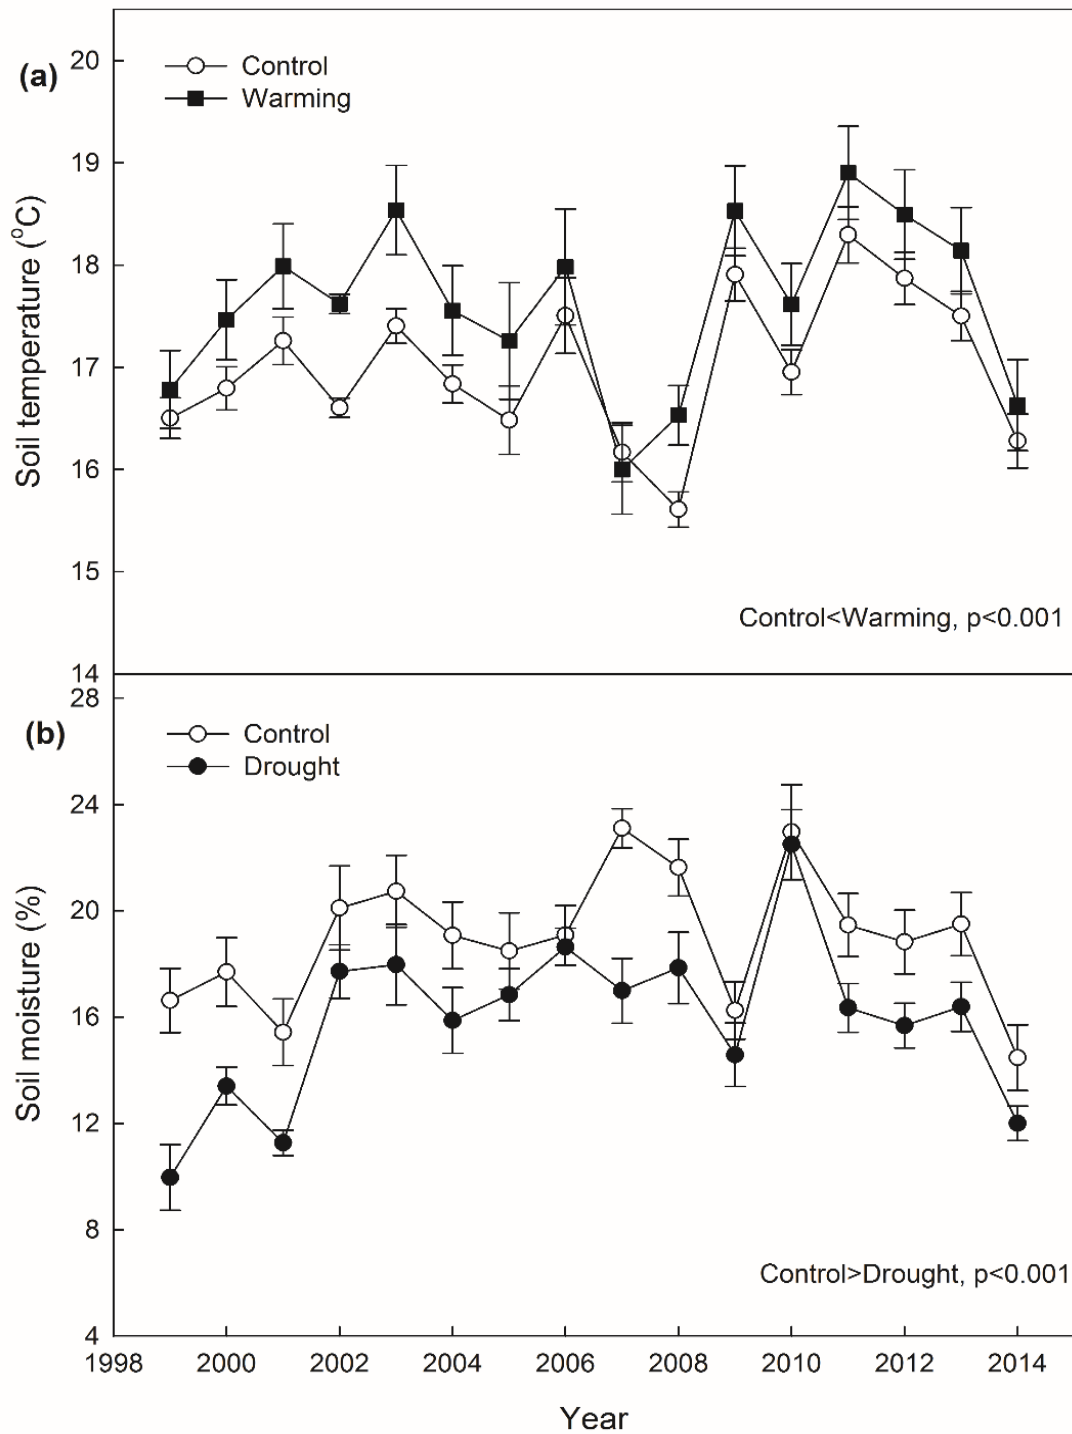 (a)
Control
Warming
20
19
18
17
16
15
14
Soil temperature (°C)
Control<Warming, p<0.001
(b)
Control
Drought
28
24
20
16
12
8
4
Soil moisture (%)
Control>Drought, p<0.001
1998 2000 2002 2004 2006 2008 2010 2012 2014
Year